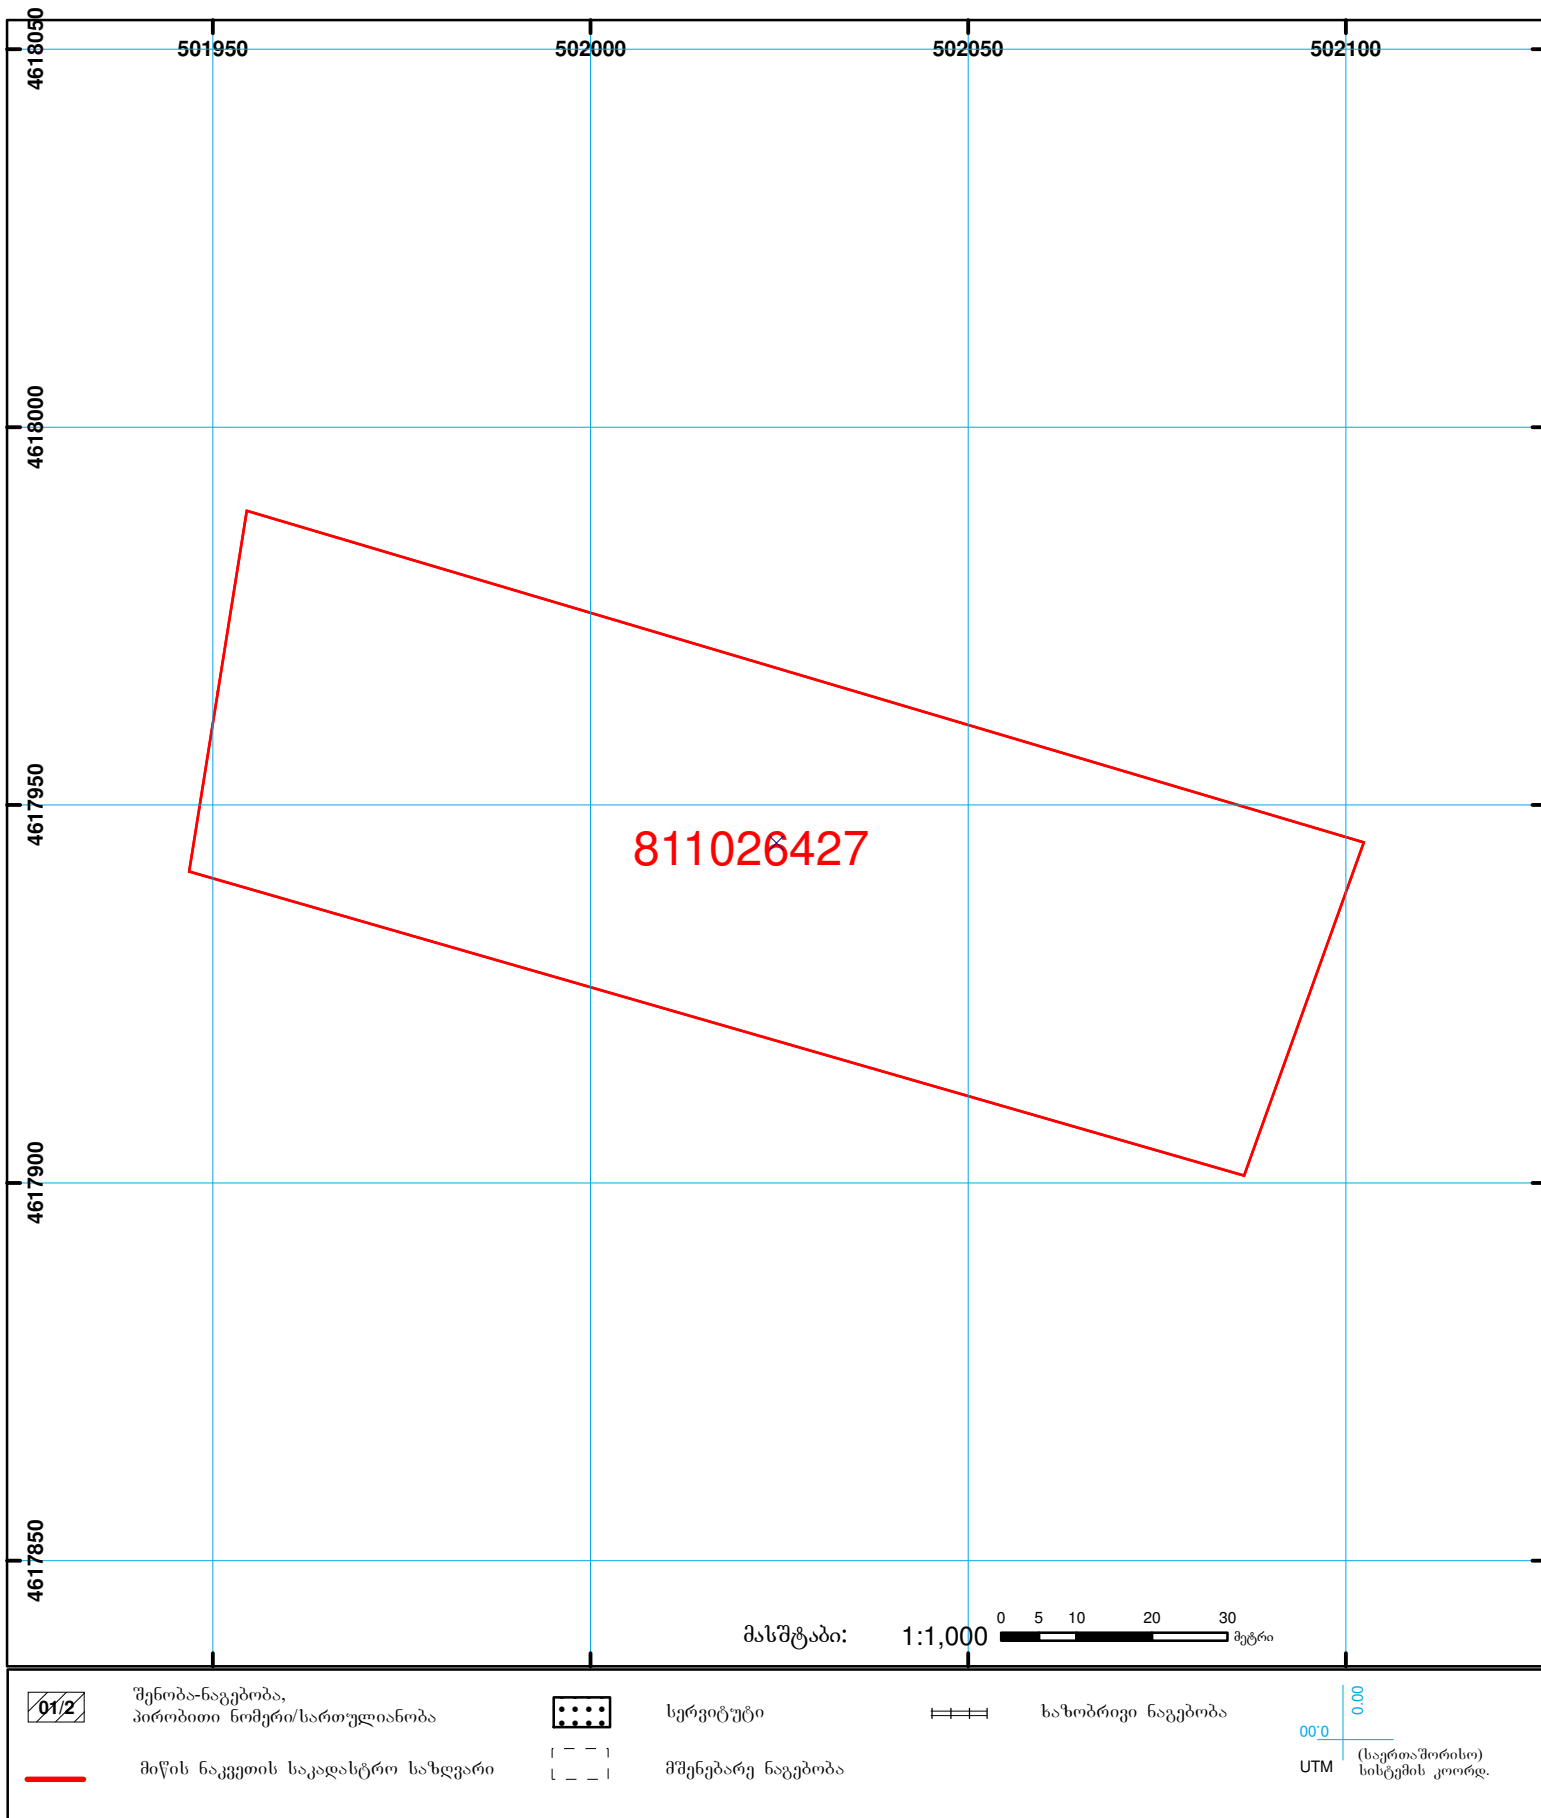 501950 502000 502050 502100
4618050
4618000
4617950
4617900
4617850
811026427
მასშტაბი: 1:1,000
0 5 10 20 30
მეტრი
01/2
შენობა-ნაგებობა,
პირობითი ნომერი/სართულიანობა
სერვიტუტი
ხაზობრივი ნაგებობა
მიწის ნაკვეთის საკადასტრო საზღვარი
მშენებარე ნაგებობა
00.0
0.00
UTM
(საერთაშორისო)
სისტემის კოორდ.